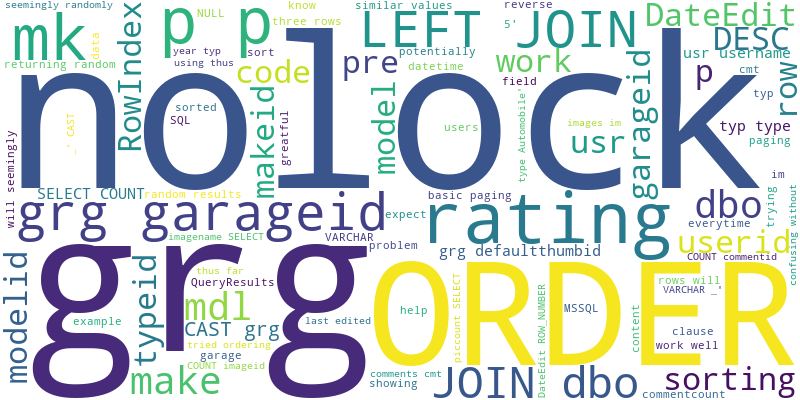 seemingly randomly
NULL
know
similar values
reverse
DateEdit
mk
p p
three rows
LEFT JOIN
5'
DESC
data
RowIndex
year typ
sort
potentially
usr username
returning random
using thus
code
pre
datetime
work
p
cmt
row
nolock
field
typ
_' CAST
sorted
SQL
makeid
greatful
model
users
type Automobile'
images im
usr
garageid
typ type
paging
will seemingly
SELECT COUNT
random results
basic paging
im
trying
confusing without
grg garageid
expect
rating
dbo
everytime
imagename SELECT
VARCHAR
problem
grg defaultthumbid
userid
COUNT commentid
modelid
grg
typeid
thus far
QueryResults
mdl
ORDER
rows will
VARCHAR _'
example
CAST grg
last edited
help
piccount SELECT
MSSQL
content
clause
tried ordering
garage
work well
make
COUNT imageid
comments cmt
showing
JOIN dbo
DateEdit ROW_NUMBER
sorting
commentcount